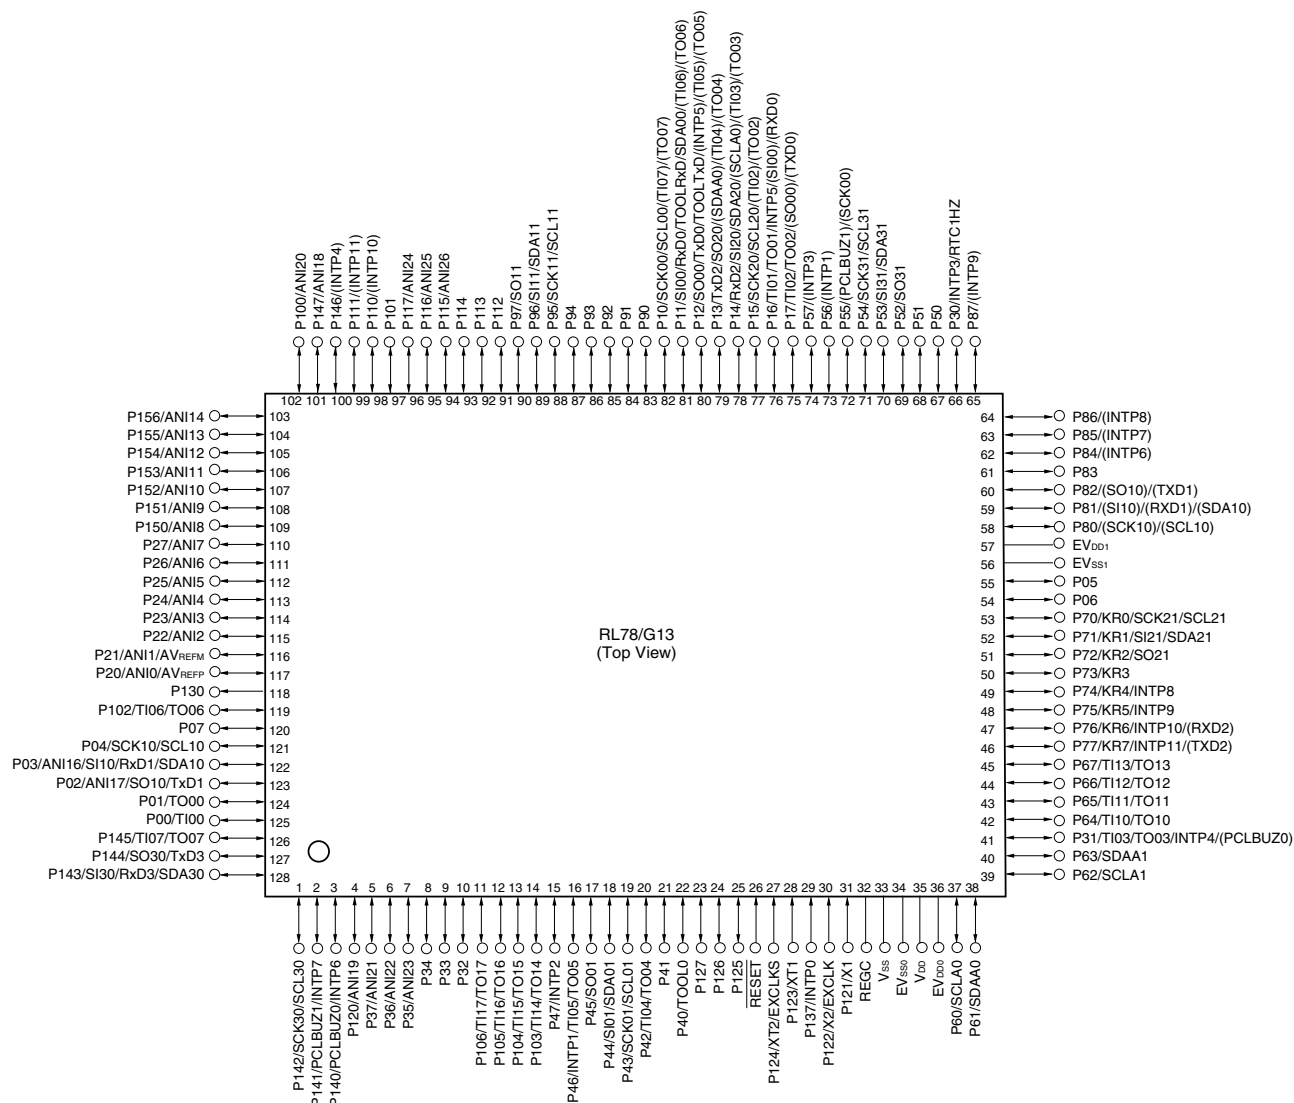 P100/ANI20
P147/ANI18
P146/(INTP4)
P111/(INTP11)
P110/(INTP10)
P101
P117/ANI24
P116/ANI25
P115/ANI26
P114
P113
P112
P97/SO11
P96/SI11/SDA11
P95/SCK11/SCL11
P94
P93
P92
P91
P90
P10/SCK00/SCL00/(TI07)/(TO07)
P11/SI00/RxD0/TOOLRxD/SDA00/(TI06)/(TO06)
P12/SO00/TxD0/TOOLTxD/(INTP5)/(TI05)/(TO05)
P13/TxD2/SO20/(SDAA0)/(TI04)/(TO04)
P14/RxD2/SI20/SDA20/(SCLA0)/(TI03)/(TO03)
P15/SCK20/SCL20/(TI02)/(TO02)
P16/TI01/TO01/INTP5/(SI00)/(RXD0)
P17/TI02/TO02/(SO00)/(TXD0)
P57/(INTP3)
P56/(INTP1)
P55/(PCLBUZ1)/(SCK00)
P54/SCK31/SCL31
P53/SI31/SDA31
P52/SO31
P51
P50
P30/INTP3/RTC1HZ
P87/(INTP9)
102 101 100 99 98 97 96 95 94 93 92 91 90 89 88 87 86 85 84 83 82 81 80 79 78 77 76 75 74 73 72 71 70 69 68 67 66 65
P156/ANI14 103
P155/ANI13 104
P154/ANI12 105
P153/ANI11 106
P152/ANI10 107
P151/ANI9 108
P150/ANI8 109
P27/ANI7 110
P26/ANI6 111
P25/ANI5 112
P24/ANI4 113
P23/ANI3 114
P22/ANI2 115
P21/ANI1/AVREFM 116
P20/ANI0/AVREFP 117
P130 118
P102/TI06/TO06 119
P07 120
P04/SCK10/SCL10 121
P03/ANI16/SI10/RxD1/SDA10 122
P02/ANI17/SO10/TxD1 123
P01/TO00 124
P00/TI00 125
P145/TI07/TO07 126
P144/SO30/TxD3 127
P143/SI30/RxD3/SDA30 128
RL78/G13
(Top View)
64 P86/(INTP8)
63 P85/(INTP7)
62 P84/(INTP6)
61 P83
60 P82/(SO10)/(TXD1)
59 P81/(SI10)/(RXD1)/(SDA10)
58 P80/(SCK10)/(SCL10)
57 EVDD1
56 EVSS1
55 P05
54 P06
53 P70/KR0/SCK21/SCL21
52 P71/KR1/SI21/SDA21
51 P72/KR2/SO21
50 P73/KR3
49 P74/KR4/INTP8
48 P75/KR5/INTP9
47 P76/KR6/INTP10/(RXD2)
46 P77/KR7/INTP11/(TXD2)
45 P67/TI13/TO13
44 P66/TI12/TO12
43 P65/TI11/TO11
42 P64/TI10/TO10
41 P31/TI03/TO03/INTP4/(PCLBUZ0)
40 P63/SDAA1
39 P62/SCLA1
1 2 3 4 5 6 7 8 9 10 11 12 13 14 15 16 17 18 19 20 21 22 23 24 25 26 27 28 29 30 31 32 33 34 35 36 37 38
P142/SCK30/SCL30
P141/PCLBUZ1/INTP7
P140/PCLBUZ0/INTP6
P120/ANI19
P37/ANI21
P36/ANI22
P35/ANI23
P34
P33
P32
P106/TI17/TO17
P105/TI16/TO16
P104/TI15/TO15
P103/TI14/TO14
P47/INTP2
P46/INTP1/TI05/TO05
P45/SO01
P44/SI01/SDA01
P43/SCK01/SCL01
P42/TI04/TO04
P41
P40/TOOL0
P127
P126
P125
RESET
P124/XT2/EXCLKS
P123/XT1
P137/INTP0
P122/X2/EXCLK
P121/X1
REGC
VSS
EVSS0
VDD
EVDD0
P60/SCLA0
P61/SDAA0